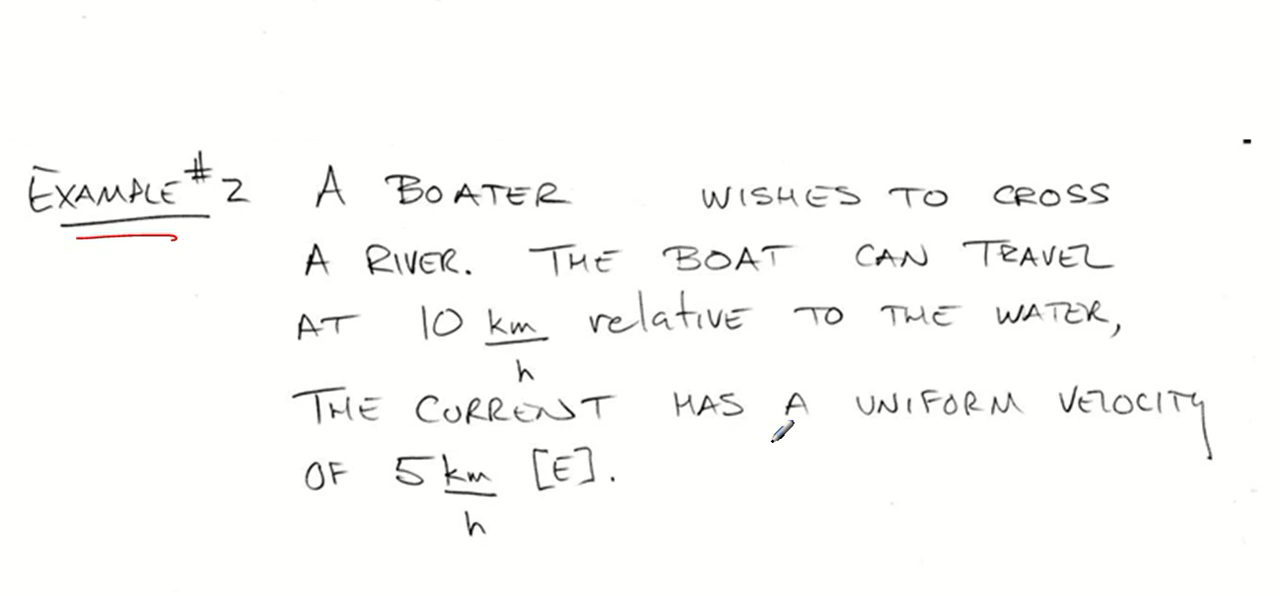 EXAMPLE #2 A BOATER WISHES TO CROSS
A RIVER. THE BOAT CAN TRAVEL
AT 10 km/h relative TO THE WATER,
THE CURRENT HAS A UNIFORM VELOCITY
OF 5 km/h [E].